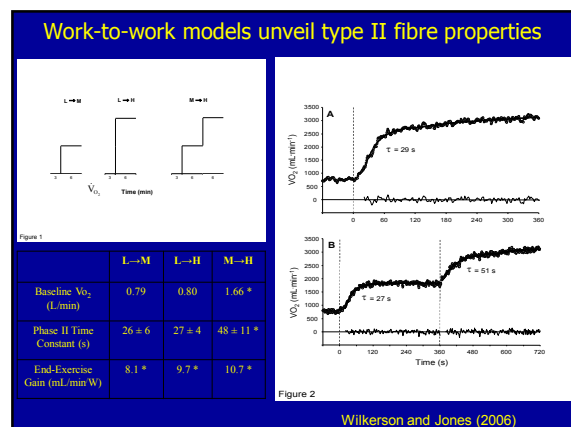 Work-to-work models unveil type II fibre properties
L→M
L→H
M→H
V̇O₂
Time (min)
Figure 1
L→M L→H M→H
Baseline Vo₂ (L/min) 0.79 0.80 1.66 *
Phase II Time Constant (s) 26 ± 6 27 ± 4 48 ± 11 *
End-Exercise Gain (mL/min/W) 8.1 * 9.7 * 10.7 *
A
3500
3000
2500
2000
1500
1000
500
0
VO₂ (mL·min⁻¹)
τ = 29 s
0 60 120 180 240 300 360
B
3500
3000
2500
2000
1500
1000
500
0
VO₂ (mL·min⁻¹)
τ = 27 s
τ = 51 s
0 120 240 360 480 600 720
Time (s)
Figure 2
Wilkerson and Jones (2006)